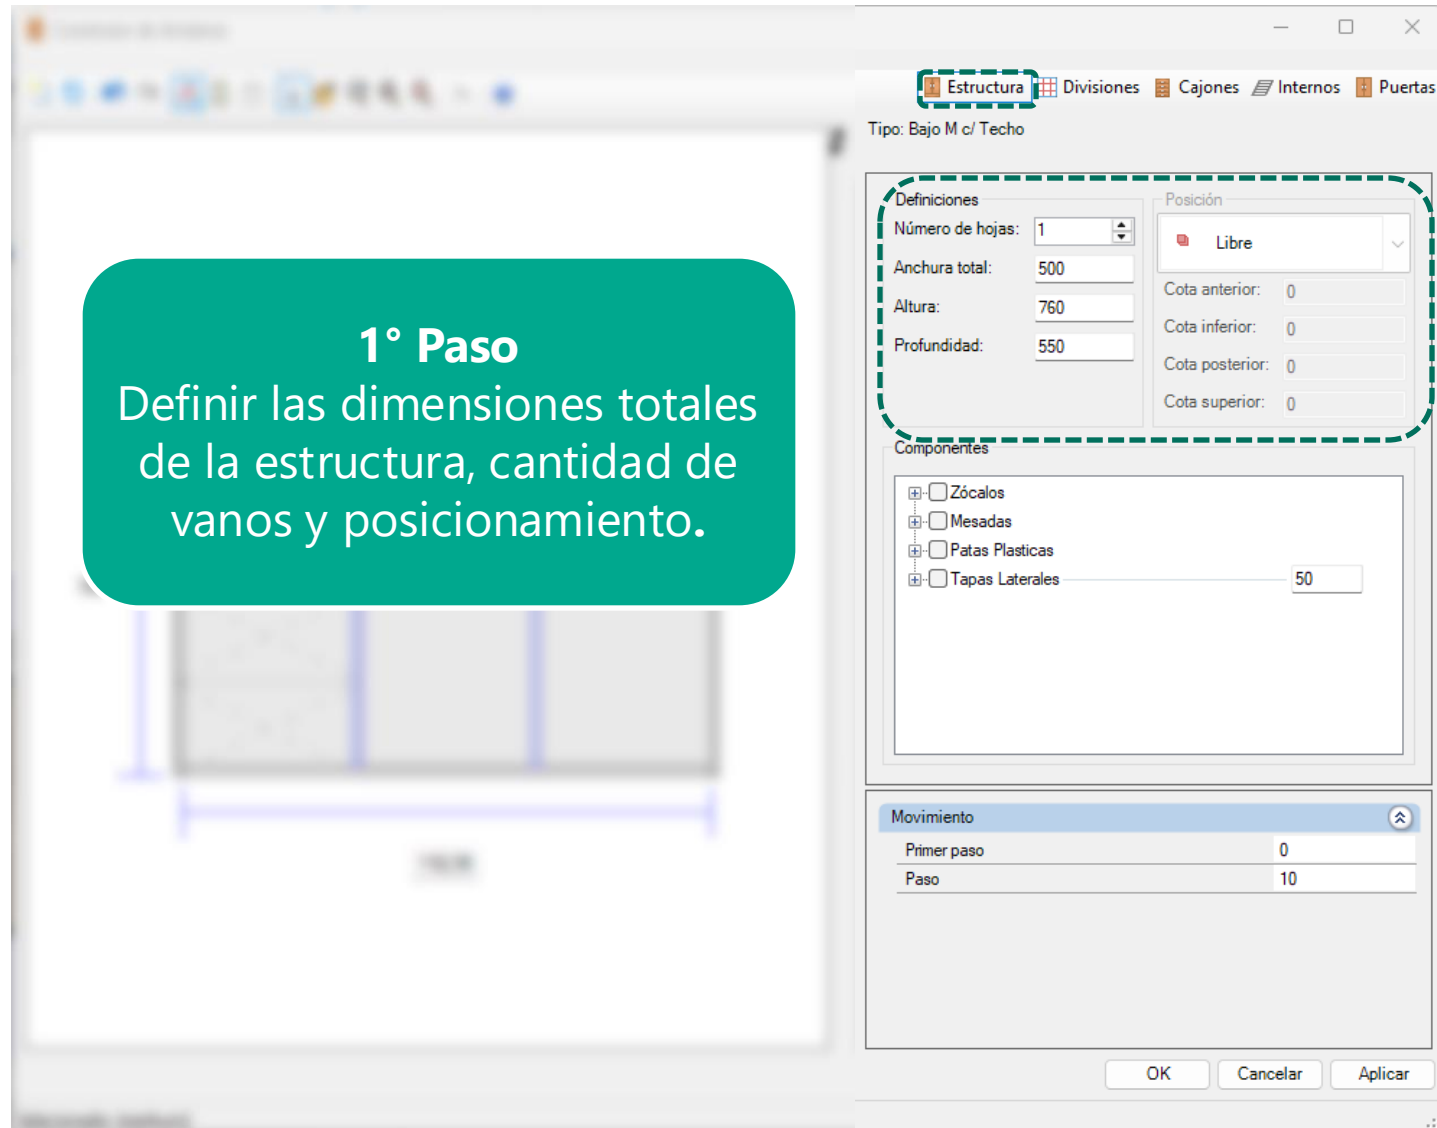 Estructura Divisiones Cajones Internos Puertas
Tipo: Bajo M c/ Techo
Definiciones
Número de hojas: 1
Anchura total: 500
Altura: 760
Profundidad: 550
Posición
Libre
Cota anterior: 0
Cota inferior: 0
Cota posterior: 0
Cota superior: 0
1° Paso
Definir las dimensiones totales
de la estructura, cantidad de
vanos y posicionamiento.
Componentes
Zócalos
Mesadas
Patas Plasticas
Tapas Laterales 50
Movimiento
Primer paso 0
Paso 10
OK Cancelar Aplicar